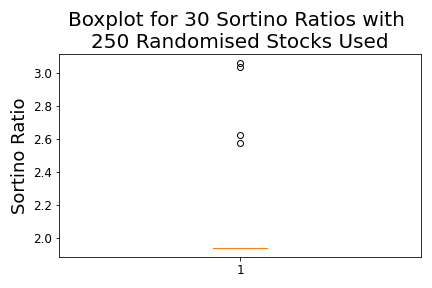 Boxplot for 30 Sortino Ratios with
250 Randomised Stocks Used
Sortino Ratio
3.0
2.8
2.6
2.4
2.2
2.0
1